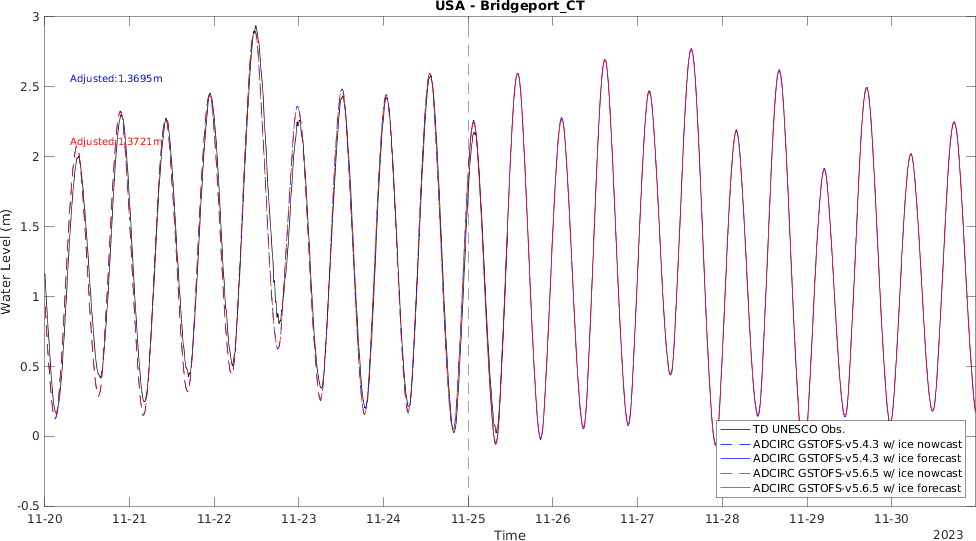 USA - Bridgeport_CT
3
2.5
2
1.5
1
0.5
0
-0.5
Water Level (m)
Adjusted:1.3695m
Adjusted:1.3721m
TD UNESCO Obs.
ADCIRC GSTOFS-v5.4.3 w/ ice nowcast
ADCIRC GSTOFS-v5.4.3 w/ ice forecast
ADCIRC GSTOFS-v5.6.5 w/ ice nowcast
ADCIRC GSTOFS-v5.6.5 w/ ice forecast
11-20 11-21 11-22 11-23 11-24 11-25 11-26 11-27 11-28 11-29 11-30
Time
2023